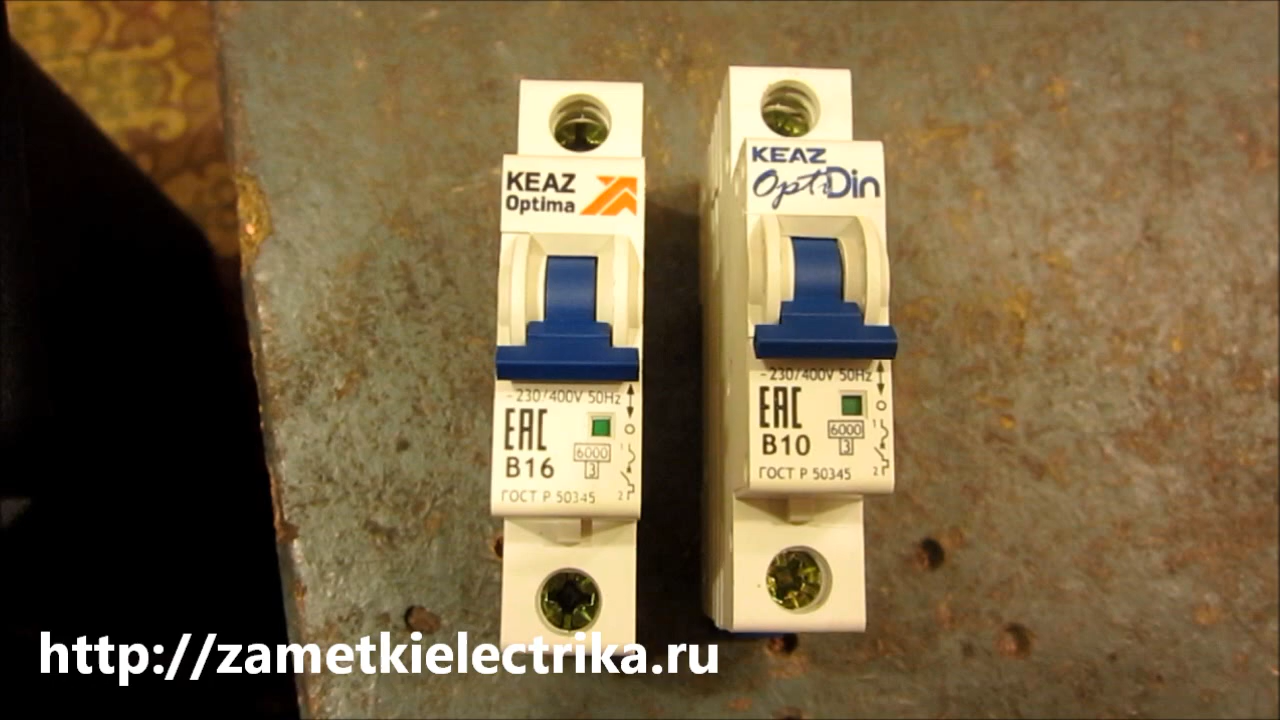 KEAZ
Optima
~230/400V 50Hz
EAC
6000
3
B16
ГОСТ Р 50345
1
2
KEAZ
OptiDin
~230/400V 50Hz
EAC
6000
3
B10
ГОСТ Р 50345
1
2
http://zametkielectrika.ru